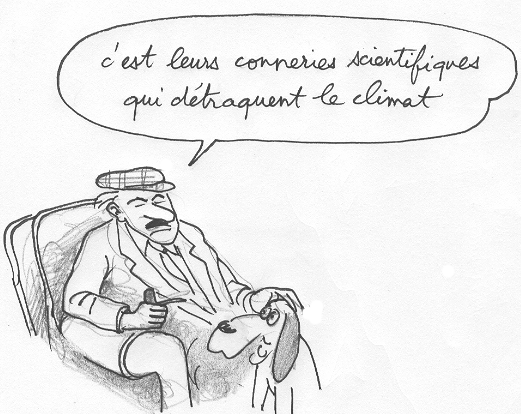 c'est leurs conneries scientifiques
qui détraquent le climat